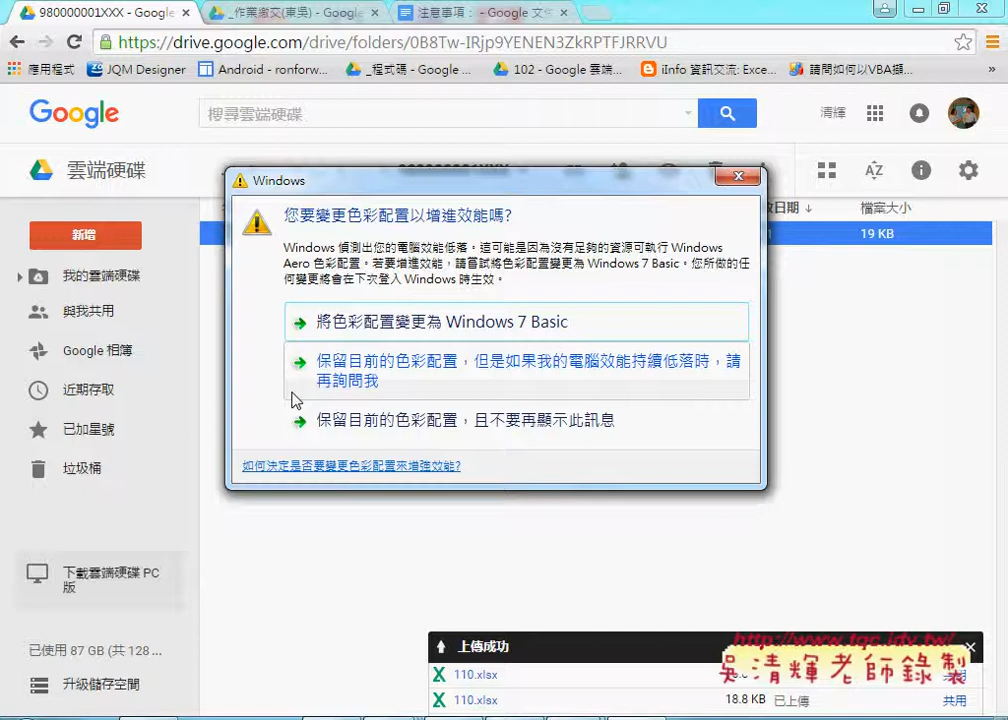 980000001XXX - Google
_作業繳交(東吳) - Google
注意事項： - Google 文
https://drive.google.com/drive/folders/0B8Tw-IRjp9YENEN3ZkRPTFJRRVU
應用程式 JQM Designer Android - ronforw... _程式碼 - Google ... 102 - Google 雲端... iInfo 資訊交流: Exce... 請問如何以VBA擷... »
Google
搜尋雲端硬碟
清輝
雲端硬碟
日期 ↓
檔案大小
19 KB
新增
我的雲端硬碟
與我共用
Google 相簿
近期存取
已加星號
垃圾桶
下載雲端硬碟 PC
版
已使用 87 GB (共 128 ...
升級儲存空間
Windows
您要變更色彩配置以增進效能嗎?
Windows 偵測出您的電腦效能低落。這可能是因為沒有足夠的資源可執行 Windows
Aero 色彩配置。若要增進效能，請嘗試將色彩配置變更為 Windows 7 Basic。您所做的任
何變更將會在下次登入 Windows 時生效。
將色彩配置變更為 Windows 7 Basic
保留目前的色彩配置，但是如果我的電腦效能持續低落時，請
再詢問我
保留目前的色彩配置，且不要再顯示此訊息
如何決定是否要變更色彩配置來增強效能?
上傳成功
http://www.tqc.idv.tw/
吳清輝老師錄製
110.xlsx
共用
110.xlsx
18.8 KB 已上傳
共用